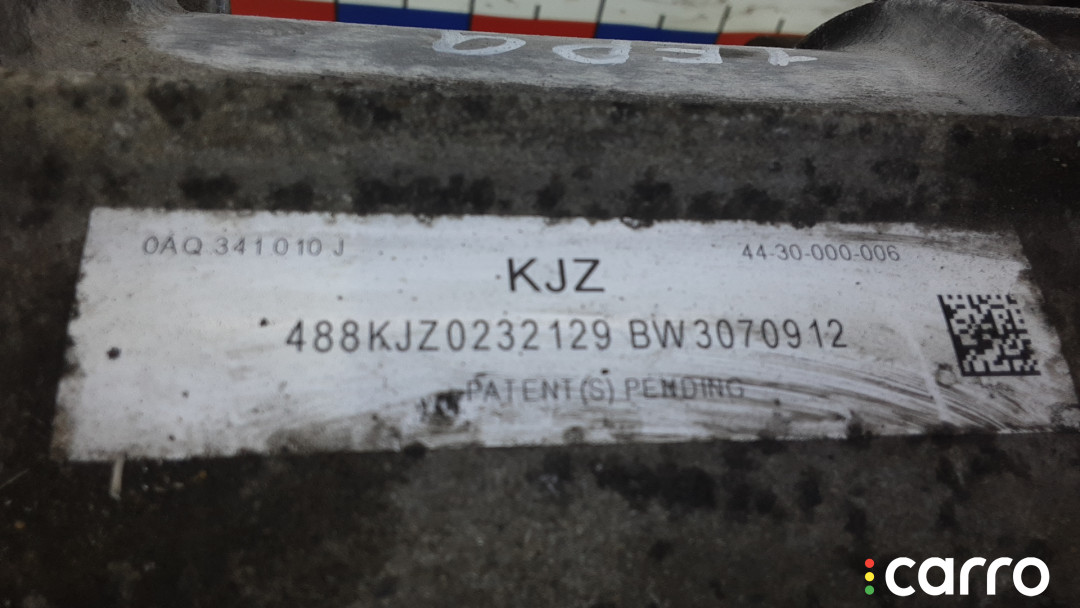 0AQ 341 010 J
44-30-000-006
KJZ
488KJZ0232129 BW3070912
PATENT(S) PENDING
carro